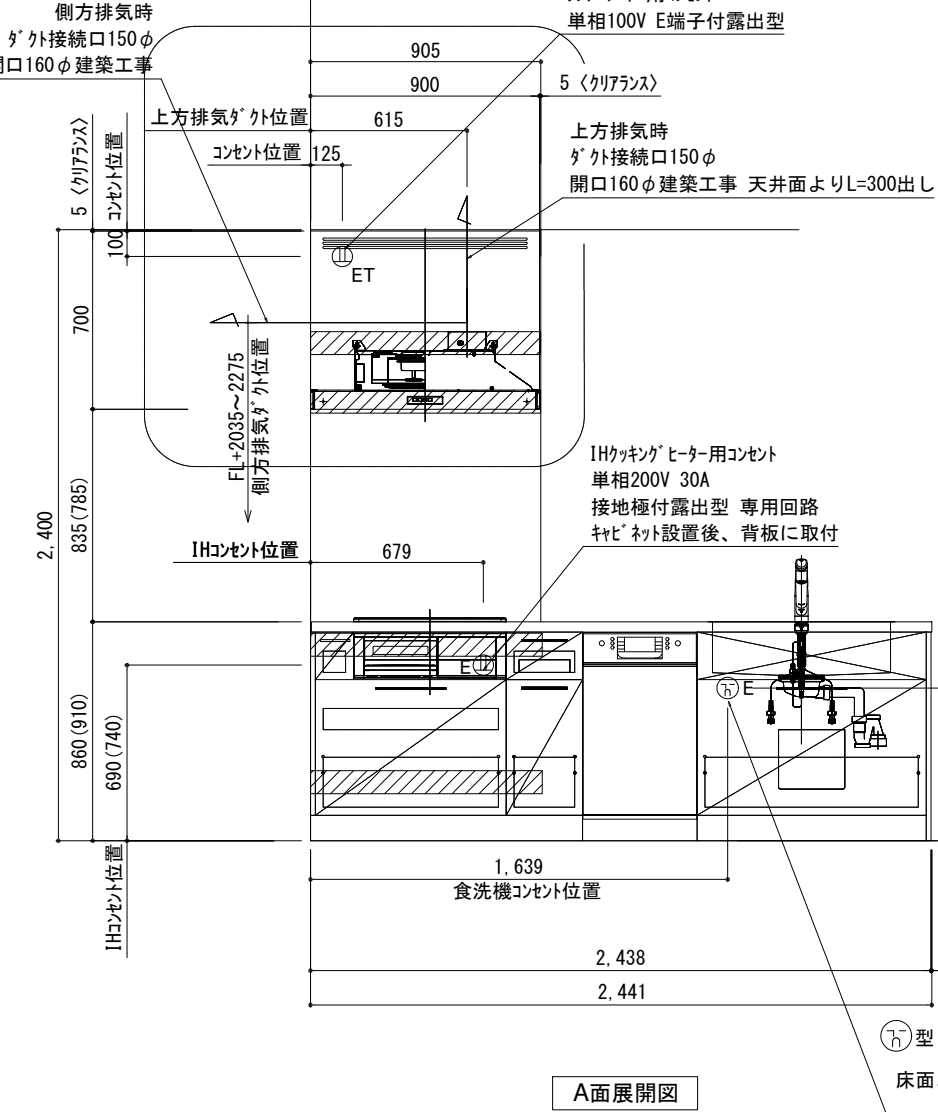 側方排気時
ダクト接続口150φ
開口160φ建築工事
単相100V E端子付露出型
905
900
5 〈クリアランス〉
上方排気ダクト位置
615
コンセント位置
125
上方排気時
ダクト接続口150φ
開口160φ建築工事 天井面よりL=300出し
5 〈クリアランス〉
100
コンセント位置
ET
700
FL+2035~2275
側方排気ダクト位置
IHクッキングヒーター用コンセント
単相200V 30A
接地極付露出型 専用回路
キャビネット設置後、背板に取付
2,400
835(785)
IHコンセント位置
679
E
E
860(910)
690(740)
IHコンセント位置
1,639
食洗機コンセント位置
2,438
2,441
型
床面
A面展開図